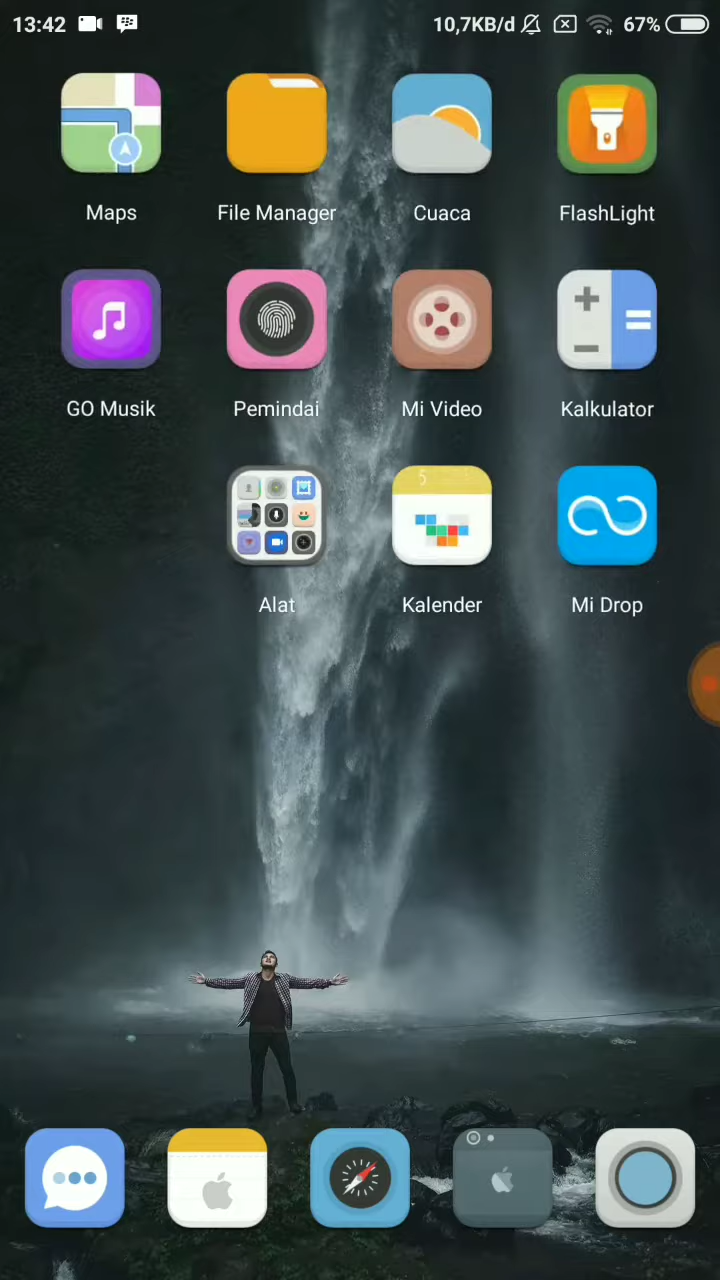 13:42 10,7KB/d 67%
Maps File Manager Cuaca FlashLight
GO Musik Pemindai Mi Video Kalkulator
Alat Kalender Mi Drop